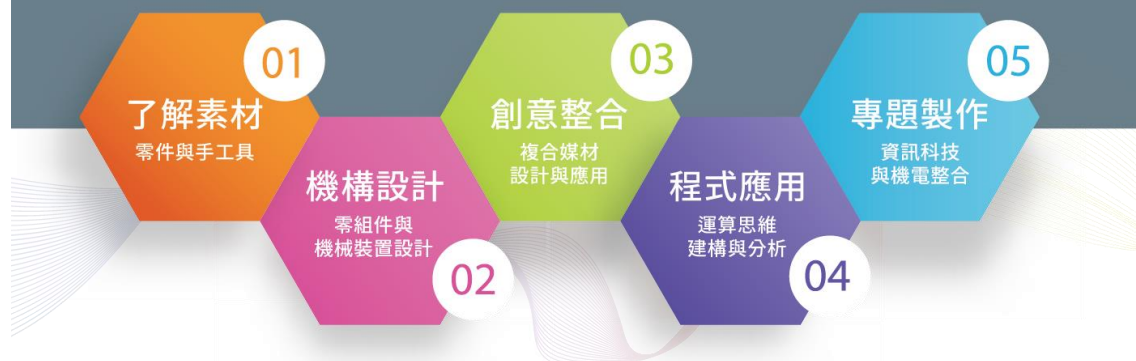 01
了解素材
零件與手工具
機構設計
零組件與
機械裝置設計
02
03
創意整合
複合媒材
設計與應用
程式應用
運算思維
建構與分析
04
05
專題製作
資訊科技
與機電整合